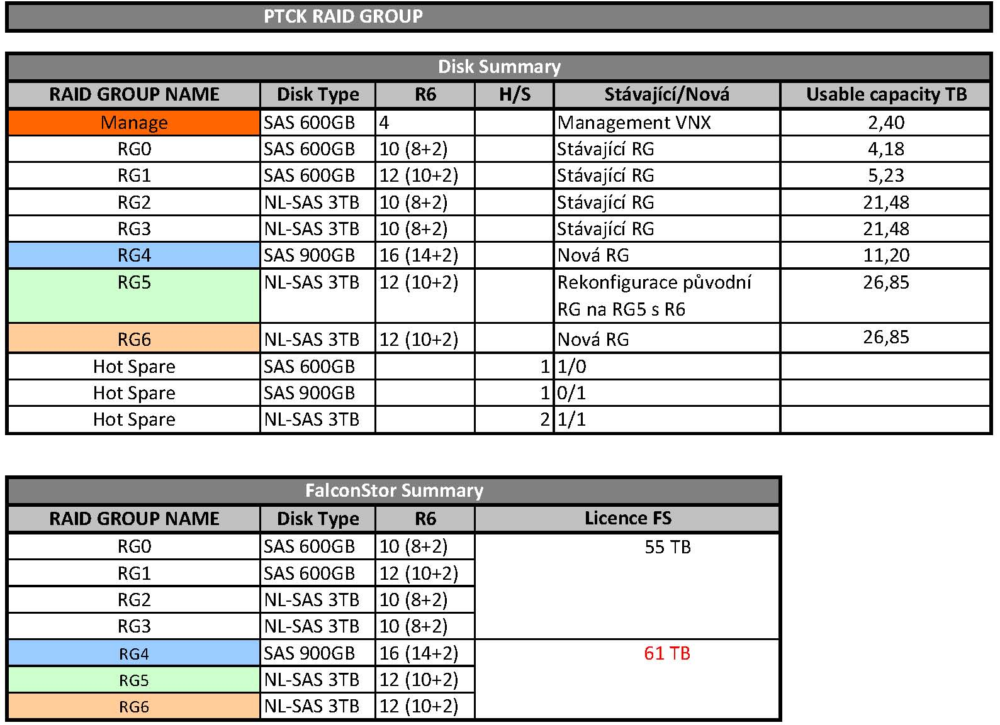 PTCK RAID GROUP
Disk Summary
RAID GROUP NAME Disk Type R6 H/S Stávající/Nová Usable capacity TB
Manage SAS 600GB 4 Management VNX 2,40
RG0 SAS 600GB 10 (8+2) Stávající RG 4,18
RG1 SAS 600GB 12 (10+2) Stávající RG 5,23
RG2 NL-SAS 3TB 10 (8+2) Stávající RG 21,48
RG3 NL-SAS 3TB 10 (8+2) Stávající RG 21,48
RG4 SAS 900GB 16 (14+2) Nová RG 11,20
RG5 NL-SAS 3TB 12 (10+2) Rekonfigurace původní 26,85
RG na RG5 s R6
RG6 NL-SAS 3TB 12 (10+2) Nová RG 26,85
Hot Spare SAS 600GB 1 1/0
Hot Spare SAS 900GB 1 0/1
Hot Spare NL-SAS 3TB 2 1/1
FalconStor Summary
RAID GROUP NAME Disk Type R6 Licence FS
RG0 SAS 600GB 10 (8+2) 55 TB
RG1 SAS 600GB 12 (10+2)
RG2 NL-SAS 3TB 10 (8+2)
RG3 NL-SAS 3TB 10 (8+2)
RG4 SAS 900GB 16 (14+2) 61 TB
RG5 NL-SAS 3TB 12 (10+2)
RG6 NL-SAS 3TB 12 (10+2)